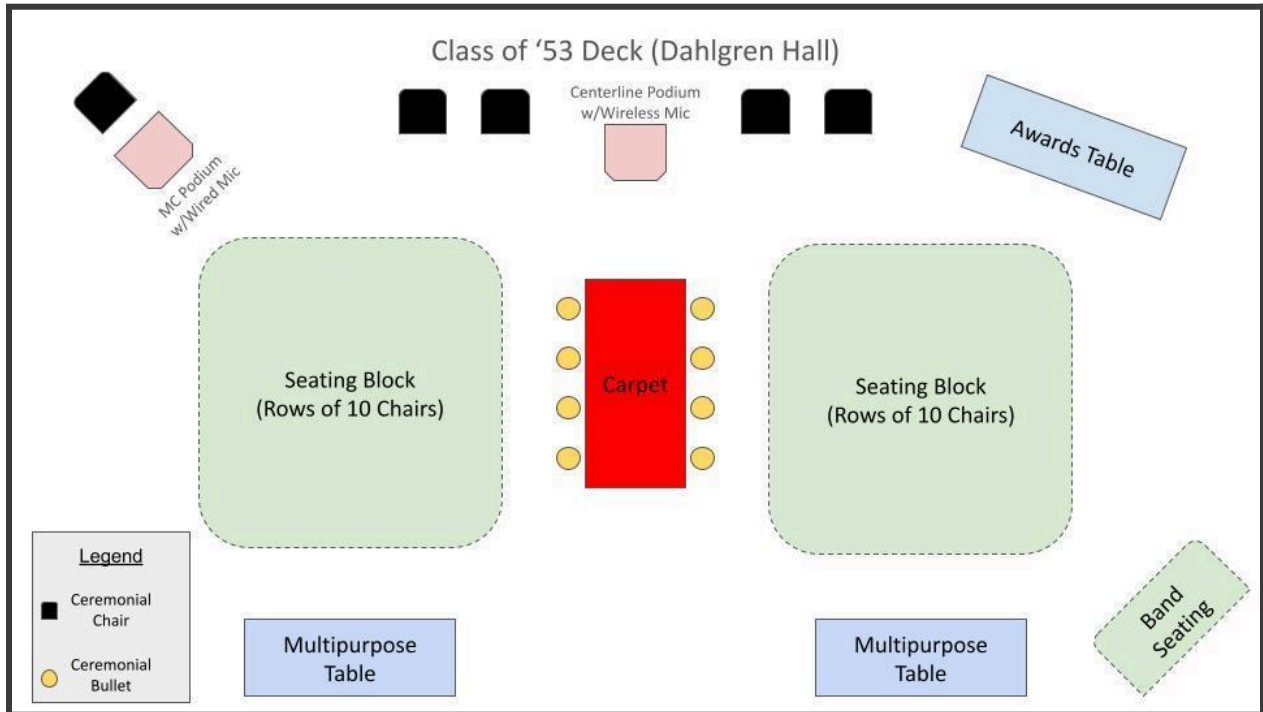 Class of ‘53 Deck (Dahlgren Hall)
Centerline Podium
w/Wireless Mic
MC Podium
w/Wired Mic
Awards Table
Seating Block
(Rows of 10 Chairs)
Carpet
Seating Block
(Rows of 10 Chairs)
Legend
Ceremonial
Chair
Ceremonial
Bullet
Multipurpose
Table
Multipurpose
Table
Band
Seating